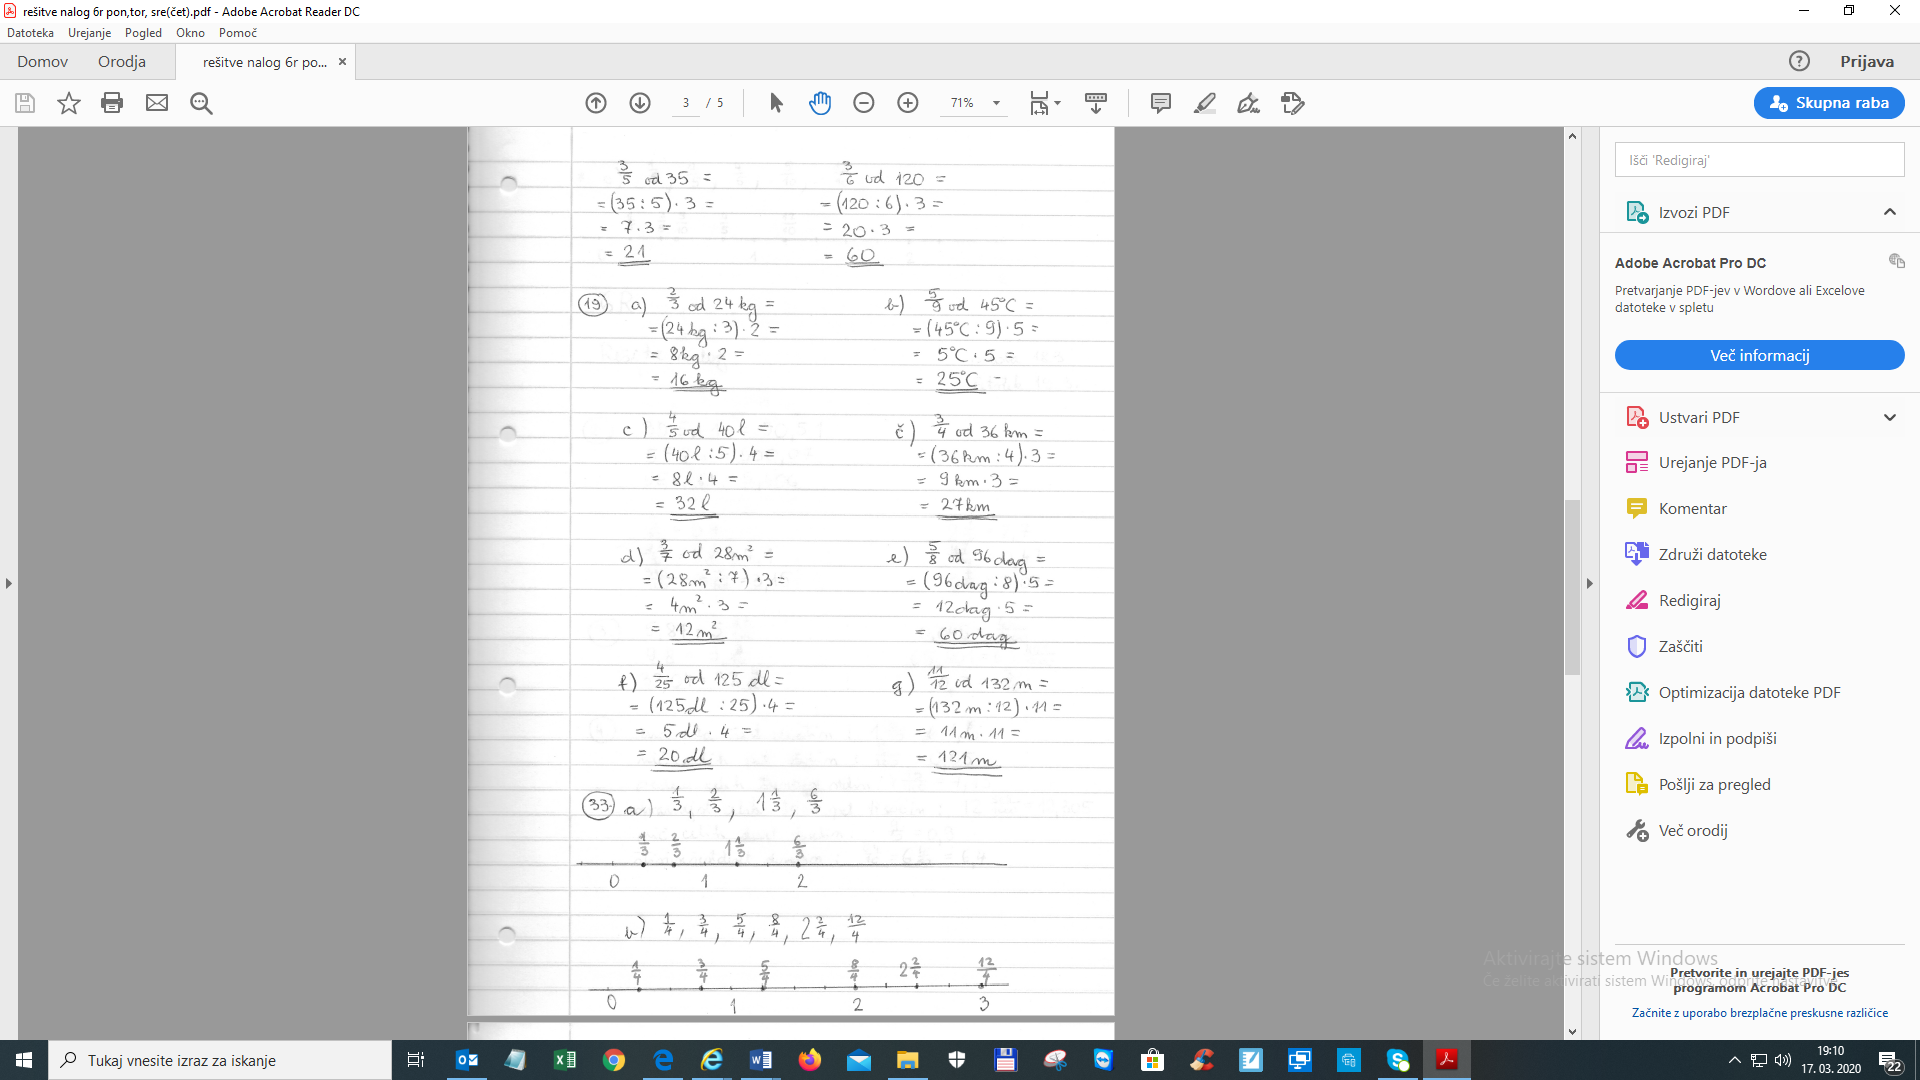 rešitve nalog 6r pon,tor, sre(čet).pdf - Adobe Acrobat Reader DC
Datoteka Urejanje Pogled Okno Pomoč
Domov Orodja rešitve nalog 6r po... ×
Prijava
3 / 5 71% Skupna raba
3/5 od 35 =
= (35 : 5) · 3 =
= 7 · 3 =
= 21
3/6 od 120 =
= (120 : 6) · 3 =
= 20 · 3 =
= 60
19 a) 2/3 od 24 kg =
= (24 kg : 3) · 2 =
= 8 kg · 2 =
= 16 kg
b) 5/9 od 45°C =
= (45°C : 9) · 5 =
= 5°C · 5 =
= 25°C
c) 4/5 od 40 l =
= (40 l : 5) · 4 =
= 8 l · 4 =
= 32 l
č) 3/4 od 36 km =
= (36 km : 4) · 3 =
= 9 km · 3 =
= 27 km
d) 3/7 od 28 m² =
= (28 m² : 7) · 3 =
= 4 m² · 3 =
= 12 m²
e) 5/8 od 96 dag =
= (96 dag : 8) · 5 =
= 12 dag · 5 =
= 60 dag
f) 4/25 od 125 dl =
= (125 dl : 25) · 4 =
= 5 dl · 4 =
= 20 dl
g) 11/12 od 132 m =
= (132 m : 12) · 11 =
= 11 m · 11 =
= 121 m
33. a) 1/3, 2/3, 1 1/3, 6/3
1/3 2/3 1 1/3 6/3
0 1 2
b) 1/4, 3/4, 5/4, 8/4, 2 2/4, 12/4
1/4 3/4 5/4 8/4 2 2/4 12/4
0 1 2 3
Išči 'Redigiraj'
Izvozi PDF
Adobe Acrobat Pro DC
Pretvarjanje PDF-jev v Wordove ali Excelove
datoteke v spletu
Več informacij
Ustvari PDF
Urejanje PDF-ja
Komentar
Združi datoteke
Redigiraj
Zaščiti
Optimizacija datoteke PDF
Izpolni in podpiši
Pošlji za pregled
Več orodij
Aktivirajte sistem Windows
Če želite aktivirati sistem Windows, odprite nastavitve.
Pretvorite in urejajte PDF-jes
programom Acrobat Pro DC
Začnite z uporabo brezplačne preskusne različice
Tukaj vnesite izraz za iskanje
19:10
17. 03. 2020
22